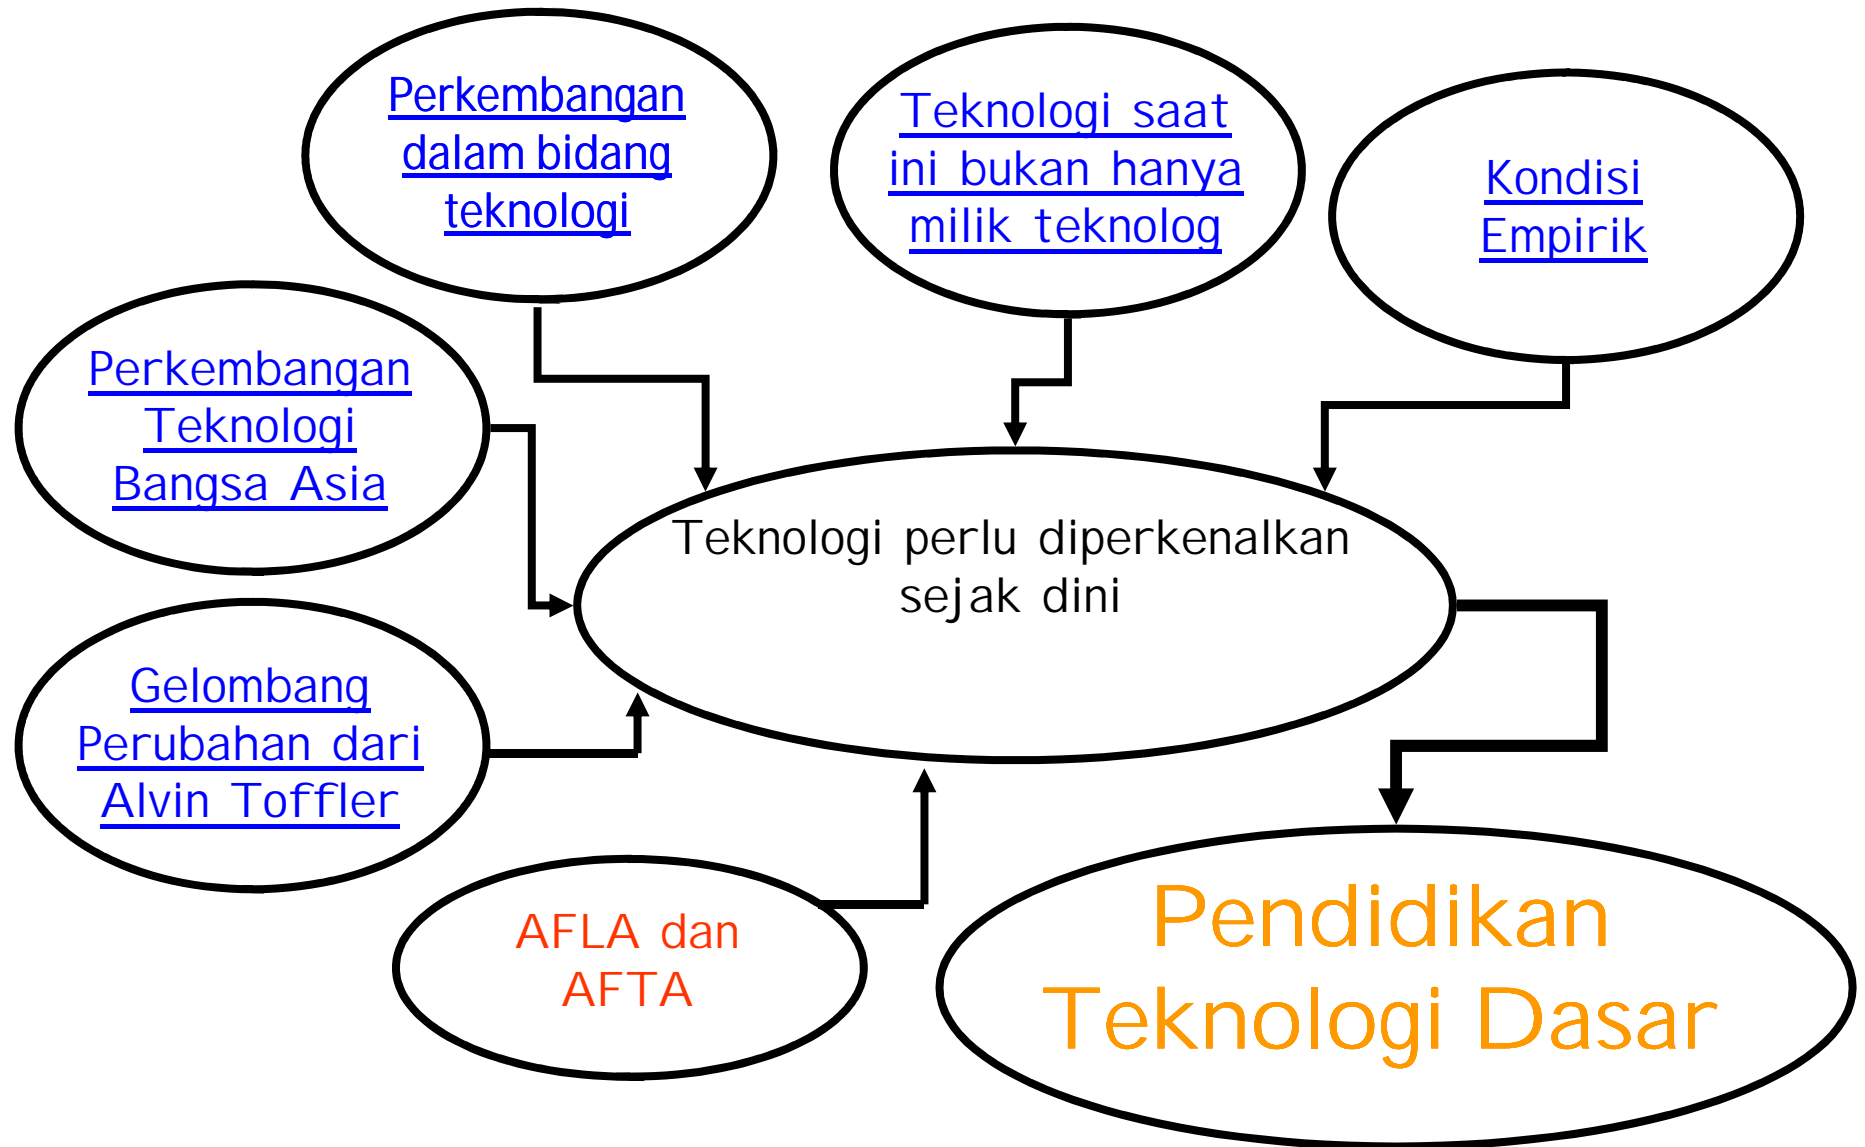 Perkembangan
dalam bidang
teknologi
Teknologi saat
ini bukan hanya
milik teknolog
Kondisi
Empirik
Perkembangan
Teknologi
Bangsa Asia
Teknologi perlu diperkenalkan
sejak dini
Gelombang
Perubahan dari
Alvin Toffler
AFLA dan
AFTA
Pendidikan
Teknologi Dasar